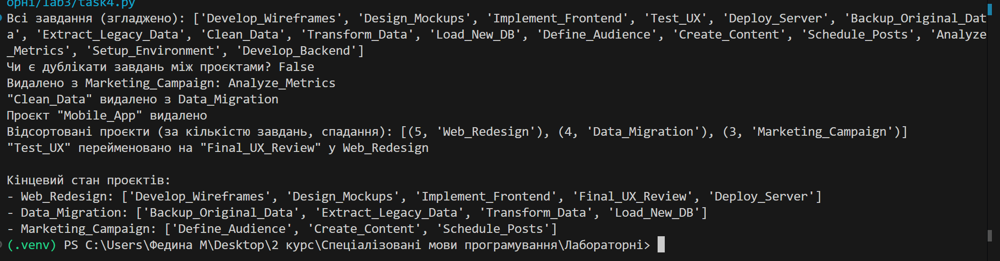 орні/lab3/task4.py
Всі завдання (згладжено): ['Develop_Wireframes', 'Design_Mockups', 'Implement_Frontend', 'Test_UX', 'Deploy_Server', 'Backup_Original_Dat
a', 'Extract_Legacy_Data', 'Clean_Data', 'Transform_Data', 'Load_New_DB', 'Define_Audience', 'Create_Content', 'Schedule_Posts', 'Analyze
_Metrics', 'Setup_Environment', 'Develop_Backend']
Чи є дублікати завдань між проєктами? False
Видалено з Marketing_Campaign: Analyze_Metrics
"Clean_Data" видалено з Data_Migration
Проєкт "Mobile_App" видалено
Відсортовані проєкти (за кількістю завдань, спадання): [(5, 'Web_Redesign'), (4, 'Data_Migration'), (3, 'Marketing_Campaign')]
"Test_UX" перейменовано на "Final_UX_Review" у Web_Redesign
Кінцевий стан проєктів:
- Web_Redesign: ['Develop_Wireframes', 'Design_Mockups', 'Implement_Frontend', 'Final_UX_Review', 'Deploy_Server']
- Data_Migration: ['Backup_Original_Data', 'Extract_Legacy_Data', 'Transform_Data', 'Load_New_DB']
- Marketing_Campaign: ['Define_Audience', 'Create_Content', 'Schedule_Posts']
(.venv) PS C:\Users\Федина М\Desktop\2 курс\Спеціалізовані мови програмування\Лабораторні>